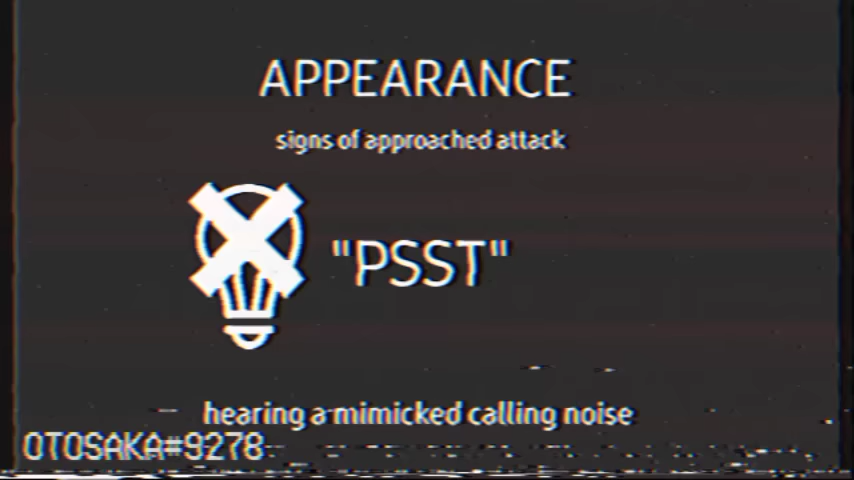 APPEARANCE
signs of approached attack
"PSST"
hearing a mimicked calling noise
OTOSAKA#9278